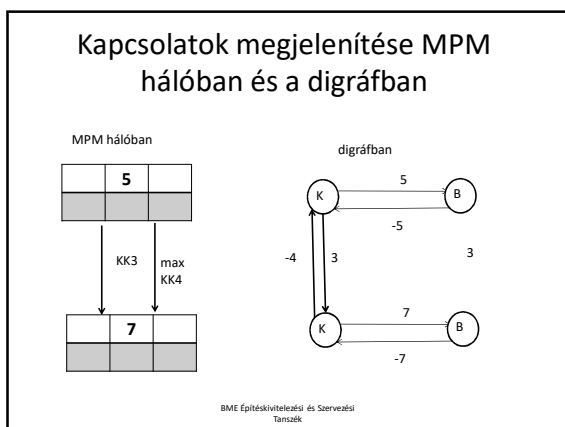 Kapcsolatok megjelenítése MPM
hálóban és a digráfban
MPM hálóban
5
KK3
max
KK4
7
digráfban
K
5
B
-5
-4
3
3
K
7
B
-7
BME Építéskivitelezési és Szervezési
Tanszék